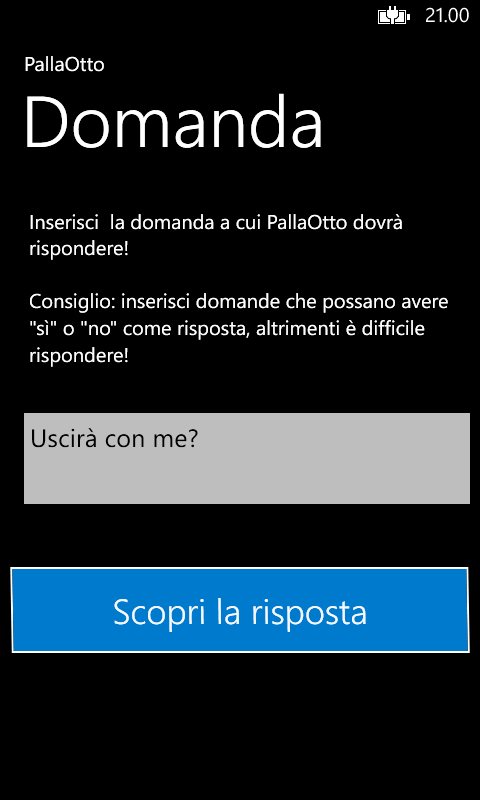 21.00
PallaOtto
Domanda
Inserisci  la domanda a cui PallaOtto dovrà
rispondere!
Consiglio: inserisci domande che possano avere
"sì" o "no" come risposta, altrimenti è difficile
rispondere!
Uscirà con me?
Scopri la risposta